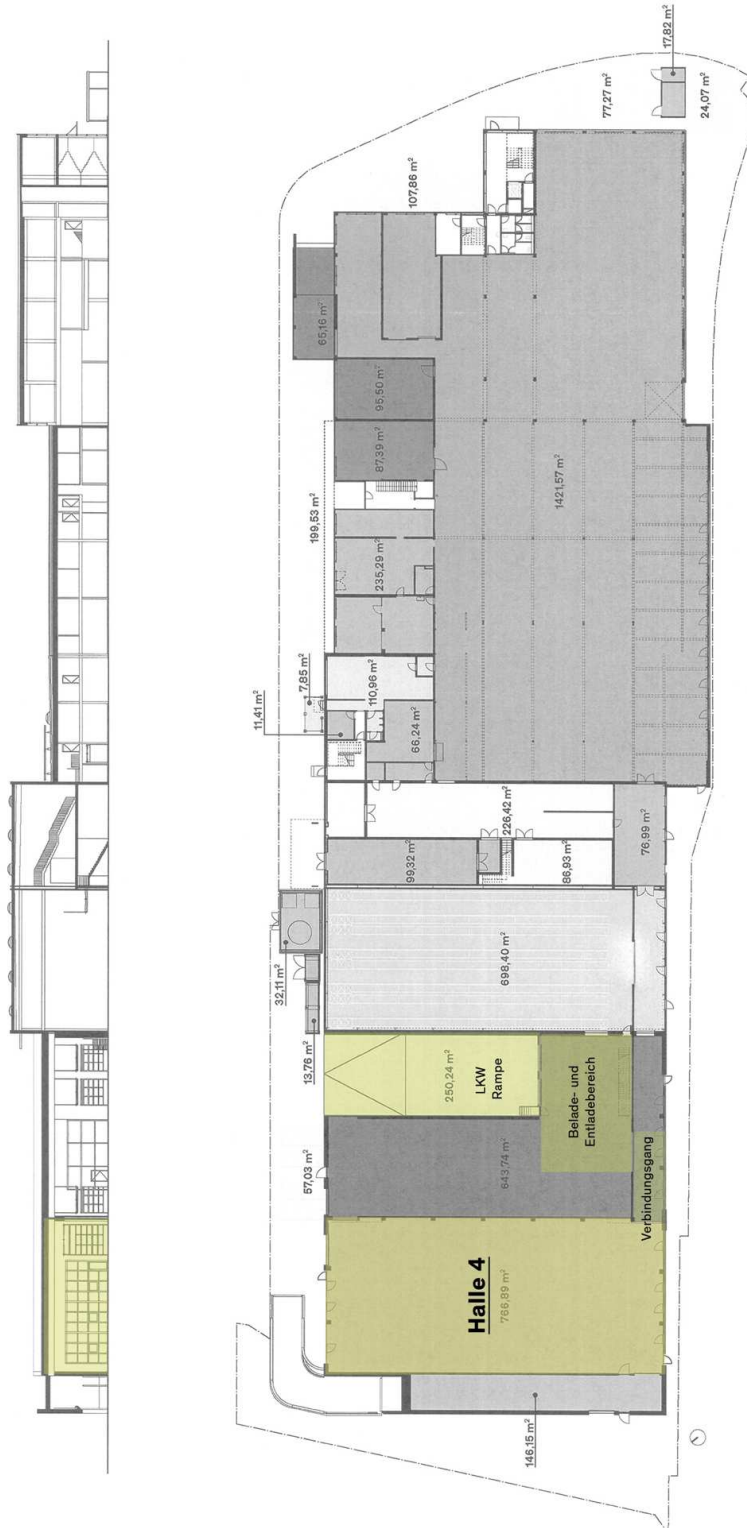 17,82 m²
77,27 m²
24,07 m²
107,86 m²
65,16 m²
95,50 m²
87,39 m²
199,53 m²
1421,57 m²
235,29 m²
7,85 m²
11,41 m²
110,96 m²
66,24 m²
226,42 m²
99,32 m²
86,93 m²
76,99 m²
698,40 m²
32,11 m²
13,76 m²
250,24 m²
LKW
Rampe
Belade- und
Entladebereich
57,03 m²
643,74 m²
Verbindungsgang
Halle 4
766,89 m²
146,15 m²